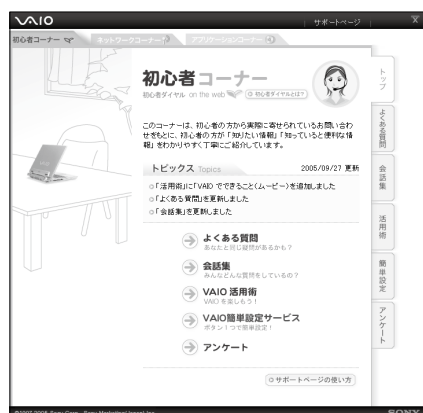 VAIO
サポートページ
X
初心者コーナー
ネットワークコーナー
アプリケーションコーナー
初心者コーナー
初心者ダイヤル on the web
初心者ダイヤルとは?
このコーナーは、初心者の方から実際に寄せられているお問い合わ
せをもとに、初心者の方が「知りたい情報」「知っていると便利な情
報」をわかりやすく丁寧にご紹介しています。
トピックス Topics
2005/09/27 更新
「活用術」に「VAIO でできること(ムービー)を追加しました
「よくある質問」を更新しました
「会話集」を更新しました
よくある質問
あなたと同じ疑問があるかも?
会話集
みんなどんな質問をしているの?
VAIO 活用術
VAIO を楽しもう!
VAIO簡単設定サービス
ボタン1つで簡単設定!
アンケート
サポートページの使い方
トップ
よくある質問
会話集
活用術
簡単設定
アンケート
SONY